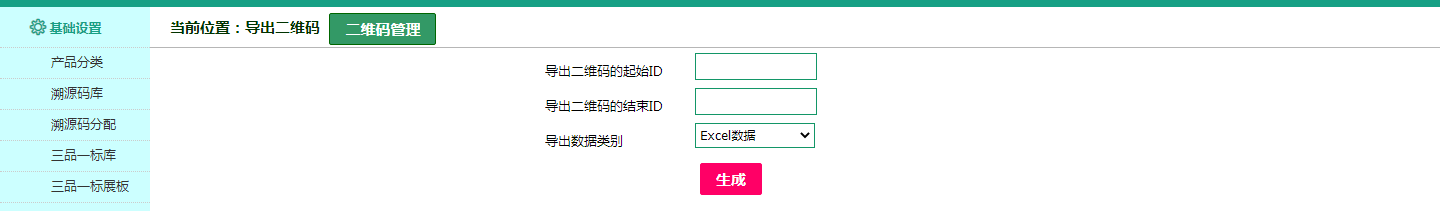 基础设置
产品分类
溯源码库
溯源码分配
三品一标库
三品一标展板
当前位置：导出二维码 二维码管理
导出二维码的起始ID
导出二维码的结束ID
导出数据类别 Excel数据
生成